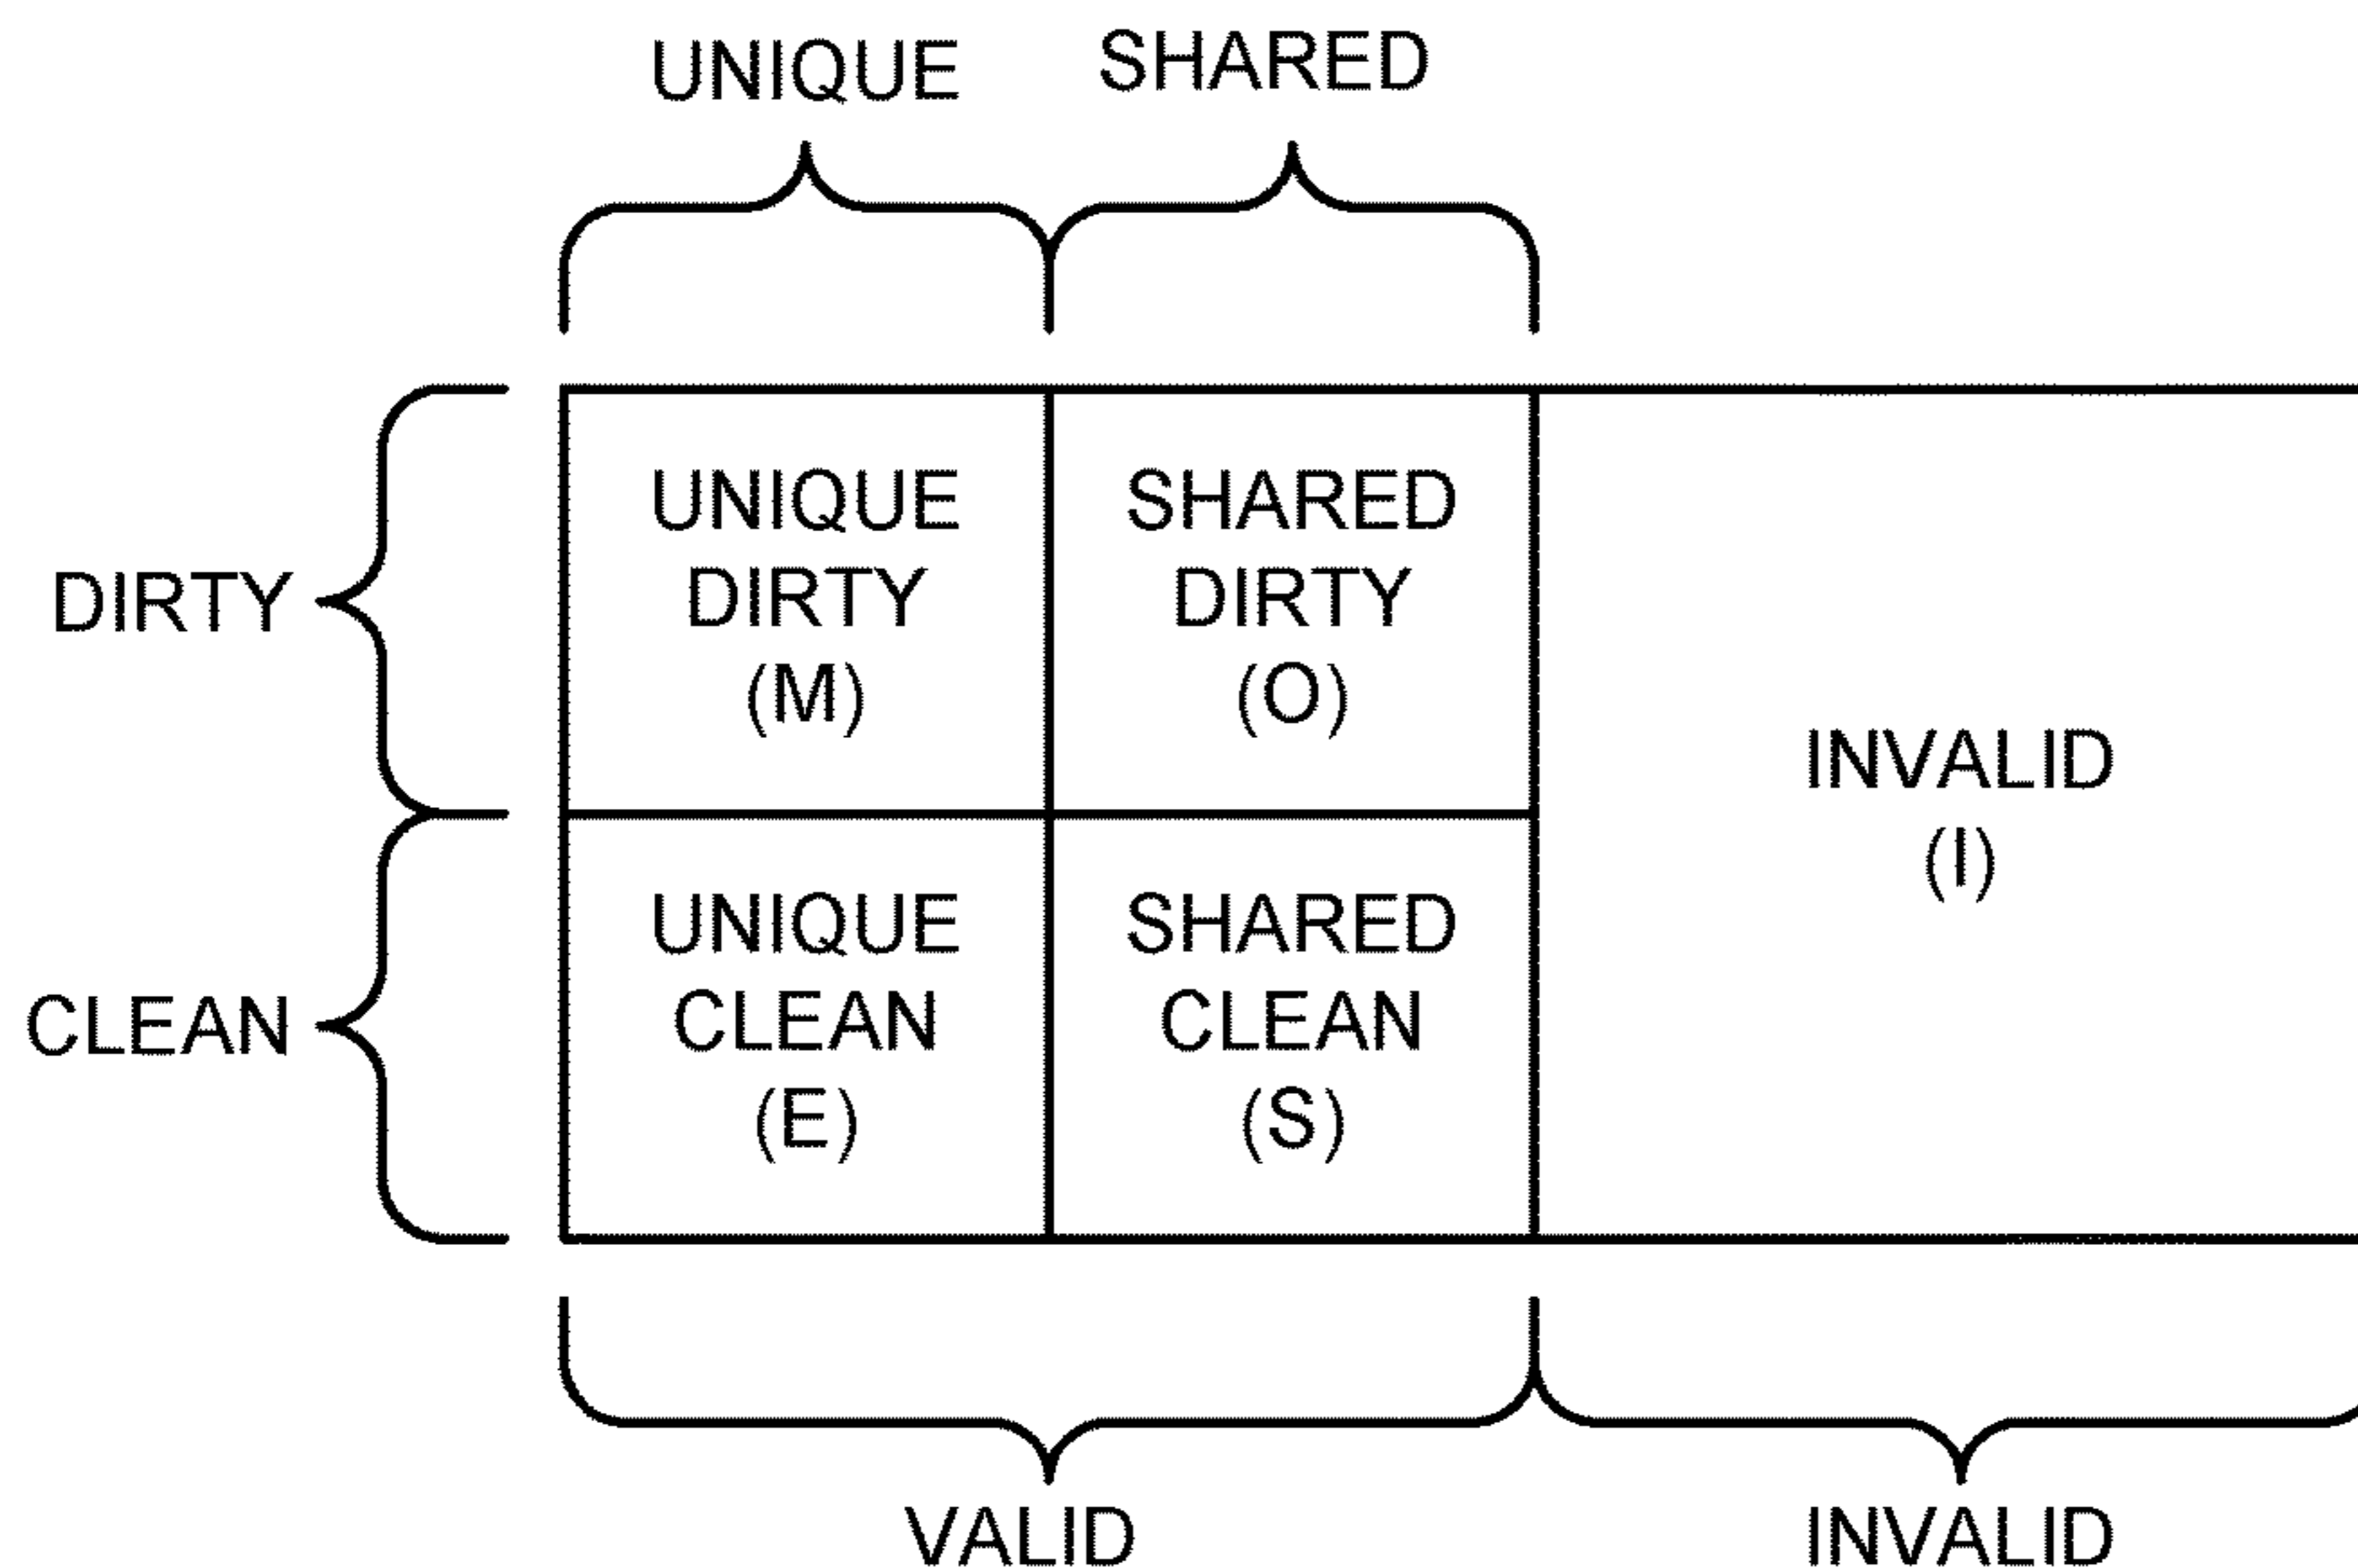 UNIQUE
SHARED
DIRTY
UNIQUE
DIRTY
(M)
SHARED
DIRTY
(O)
INVALID
(I)
CLEAN
UNIQUE
CLEAN
(E)
SHARED
CLEAN
(S)
VALID
INVALID